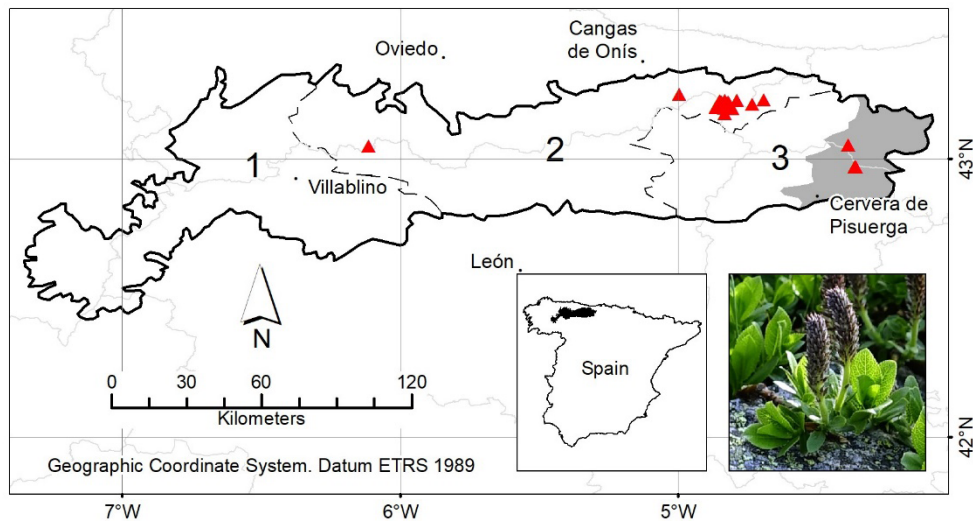 Oviedo
Cangas
de Onís
1
2
3
43°N
Villablino
Cervera de
Pisuerga
León
N
Spain
0 30 60 120
Kilometers
42°N
Geographic Coordinate System. Datum ETRS 1989
7°W 6°W 5°W